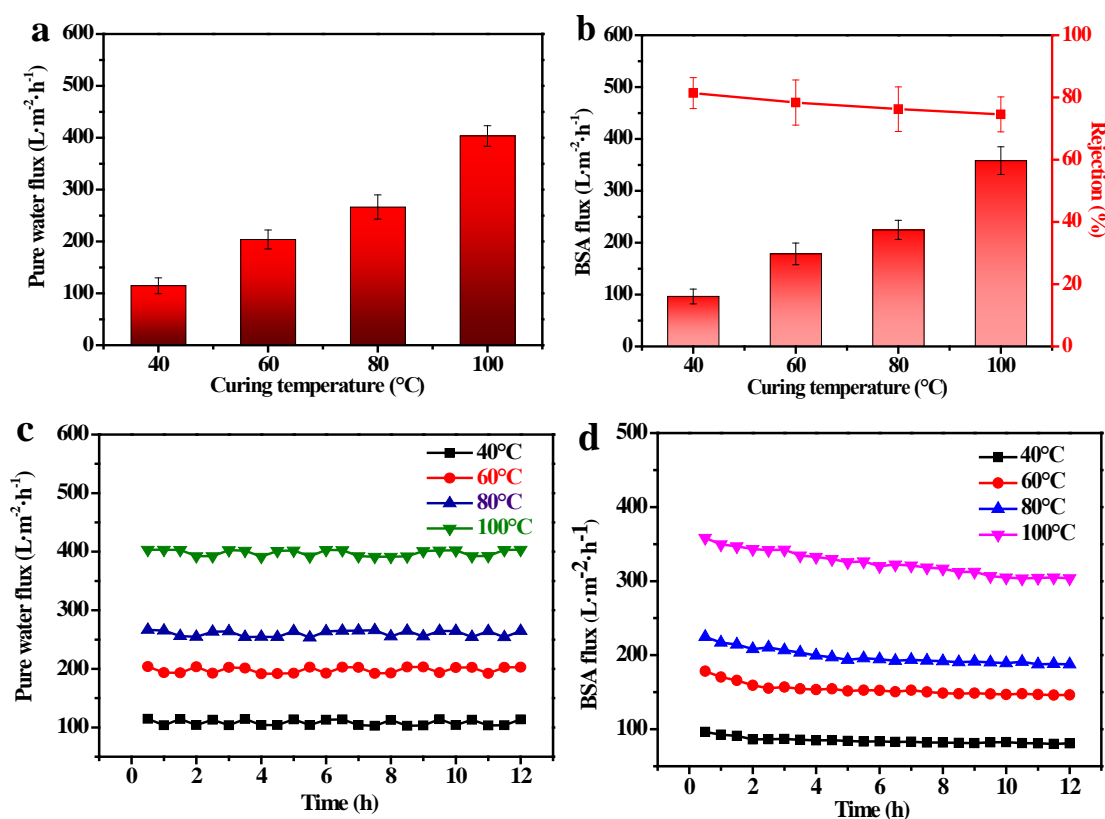 a
600
500
400
300
200
100
0
Pure water flux (L·m⁻²·h⁻¹)
40 60 80 100
Curing temperature (°C)
b
600
500
400
300
200
100
0
BSA flux (L·m⁻²·h⁻¹)
100
80
60
40
20
0
Rejection (%)
40 60 80 100
Curing temperature (°C)
c
600
500
400
300
200
100
Pure water flux (L·m⁻²·h⁻¹)
40°C
60°C
80°C
100°C
0 2 4 6 8 10 12
Time (h)
d
500
400
300
200
100
BSA flux (L·m⁻²·h⁻¹)
40°C
60°C
80°C
100°C
0 2 4 6 8 10 12
Time (h)